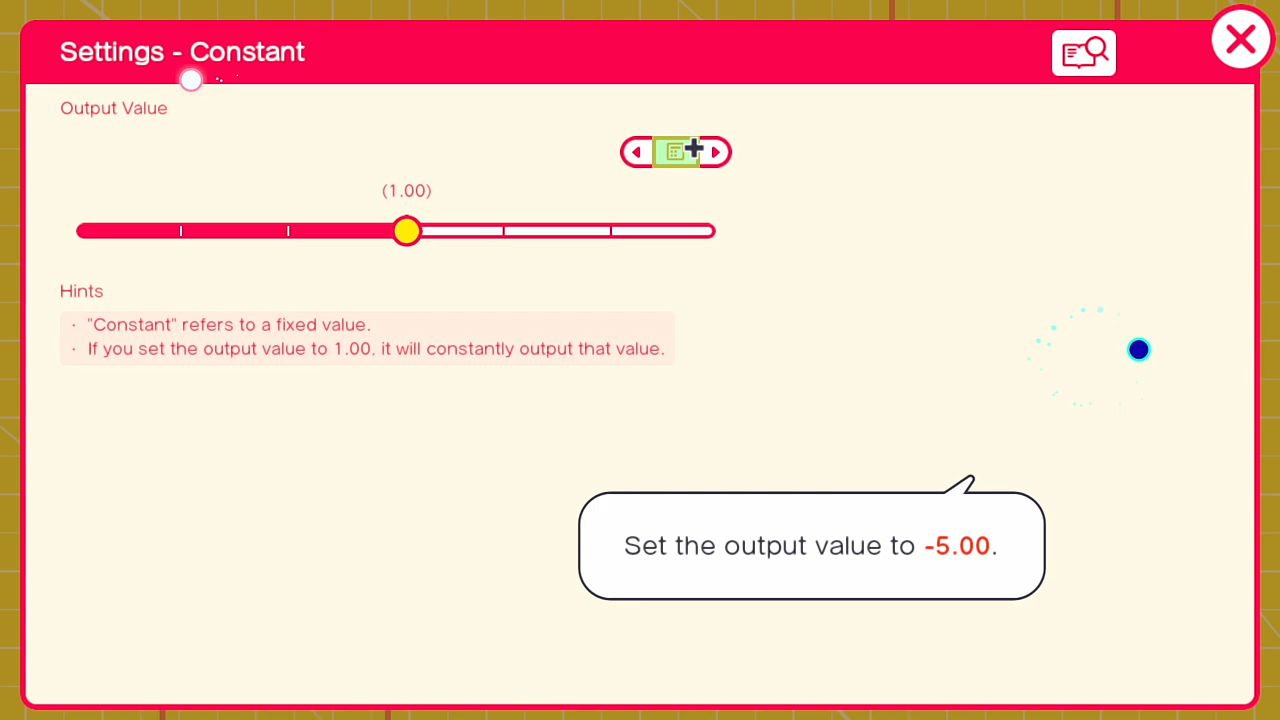 Settings - Constant
Output Value
(1.00)
Hints
· "Constant" refers to a fixed value.
· If you set the output value to 1.00, it will constantly output that value.
Set the output value to -5.00.